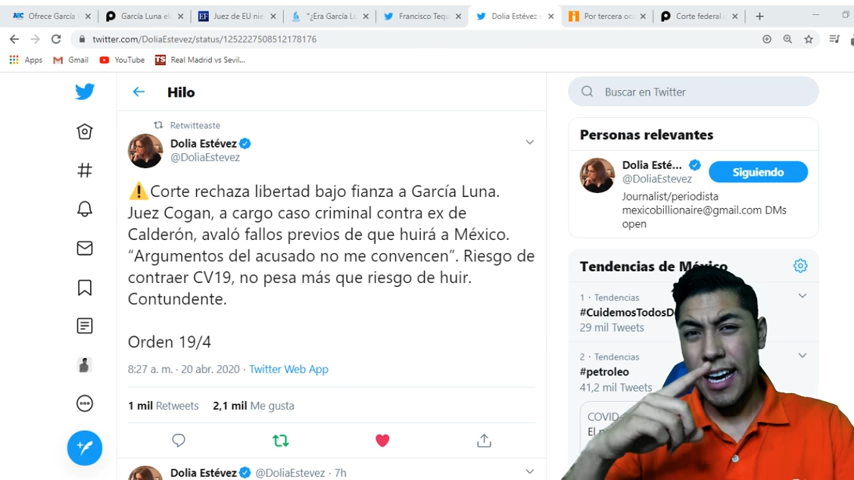 Ofrece García
García Luna el
Juez de EU nie
"¿Era García L
Francisco Teq
Dolia Estévez
Por tercera oc
Corte federal
twitter.com/DoliaEstevez/status/1252227508512178176
Apps
Gmail
YouTube
Real Madrid vs Sevil...
Hilo
Buscar en Twitter
Retwitteaste
Dolia Estévez
@DoliaEstevez
⚠️Corte rechaza libertad bajo fianza a García Luna.
Juez Cogan, a cargo caso criminal contra ex de
Calderón, avaló fallos previos de que huirá a México.
“Argumentos del acusado no me convencen”. Riesgo de
contraer CV19, no pesa más que riesgo de huir.
Contundente.
Orden 19/4
8:27 a. m. · 20 abr. 2020 · Twitter Web App
1 mil Retweets 2,1 mil Me gusta
Dolia Estévez @DoliaEstevez · 7h
Personas relevantes
Dolia Esté...
@DoliaEstevez
Siguiendo
Journalist/periodista
mexicobillionaire@gmail.com DMs
open
Tendencias de México
1 · Tendencias
#CuidemosTodosD
29 mil Tweets
2 · Tendencias
#petroleo
41,2 mil Tweets
COVID
El